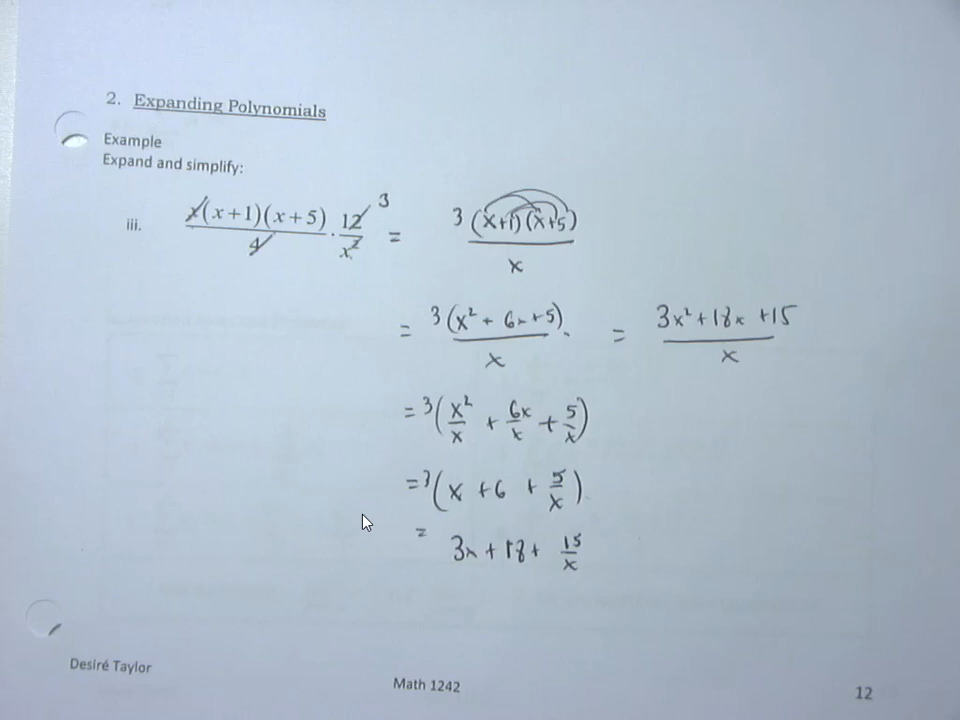 2. Expanding Polynomials
Example
Expand and simplify:
iii. x(x+1)(x+5)/4 · 12/x² 3 = 3(x+1)(x+5)/x
= 3(x² + 6x+5)/x = 3x²+18x+15/x
= 3(x²/x + 6x/x + 5/x)
= 3(x +6 + 5/x)
= 3x+18+ 15/x
Desiré Taylor
Math 1242
12